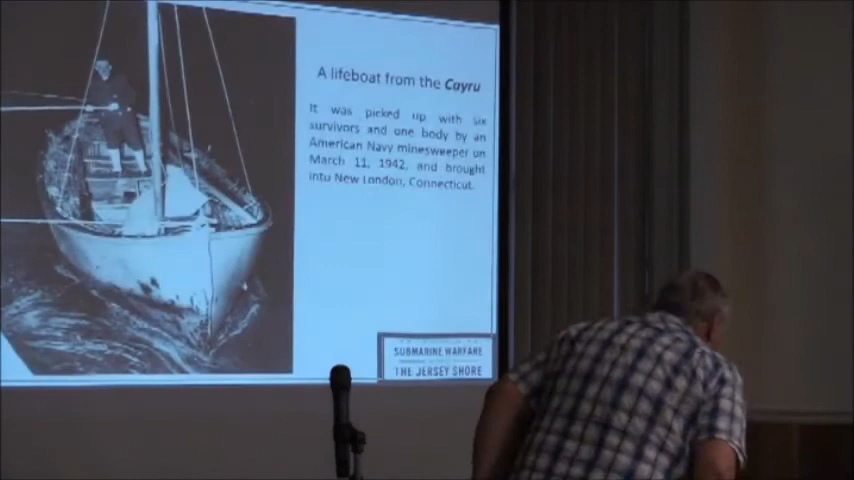 A lifeboat from the Cayru
It was picked up with six
survivors and one body by an
American Navy minesweeper on
March 11, 1942, and brought
into New London, Connecticut.
SUBMARINE WARFARE
THE JERSEY SHORE